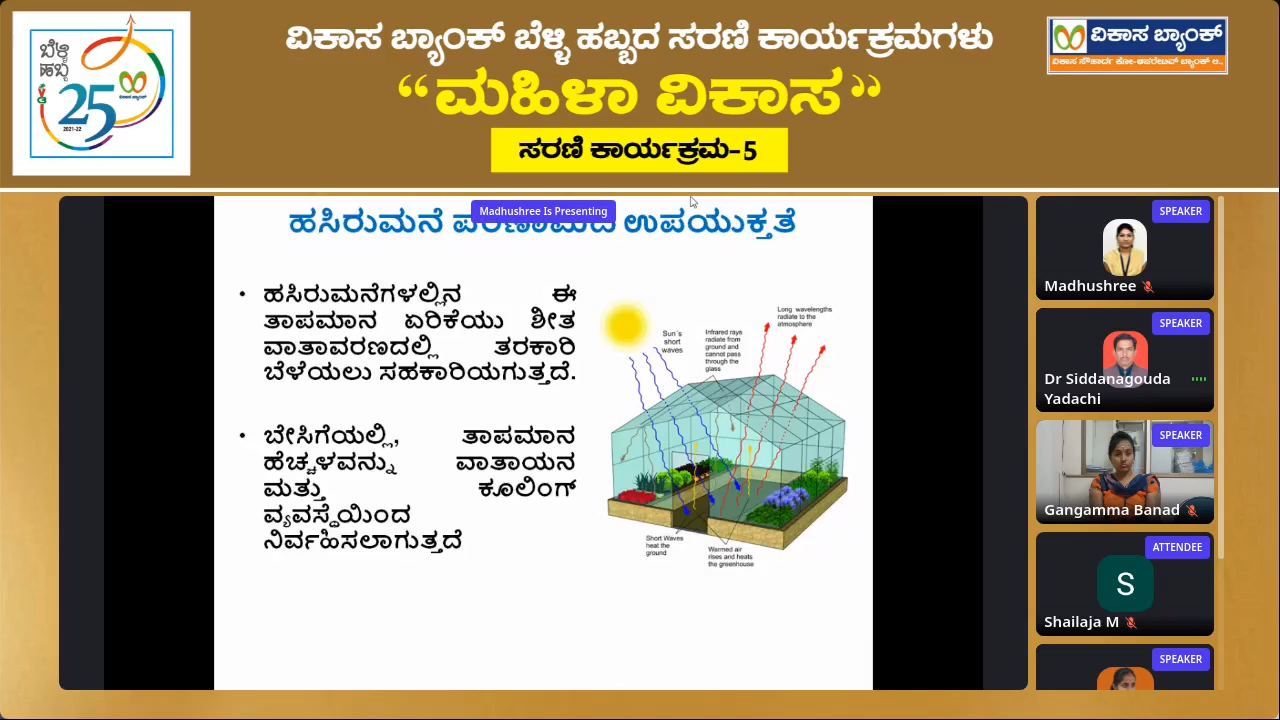 ವಿಕಾಸ ಬ್ಯಾಂಕ್ ಬೆಳ್ಳಿ ಹಬ್ಬದ ಸರಣಿ ಕಾರ್ಯಕ್ರಮಗಳು
“ಮಹಿಳಾ ವಿಕಾಸ”
ಸರಣಿ ಕಾರ್ಯಕ್ರಮ-5
ಬೆಳ್ಳಿ
ಹಬ್ಬ
25
2021-22
ವಿಕಾಸ ಬ್ಯಾಂಕ್
ವಿಕಾಸ ಬ್ಯಾಂಕ್
ವಿಕಾಸ ಸೌಹಾರ್ದ ಕೋ-ಆಪರೇಟಿವ್ ಬ್ಯಾಂಕ್ ಲಿ.,
Madhushree Is Presenting
ಹಸಿರುಮನೆ ಉಪಯುಕ್ತತೆ
• ಹಸಿರುಮನೆಗಳಲ್ಲಿನ ಈ
ತಾಪಮಾನ ಏರಿಕೆಯು ಶೀತ
ವಾತಾವರಣದಲ್ಲಿ ತರಕಾರಿ
ಬೆಳೆಯಲು ಸಹಕಾರಿಯಗುತ್ತದೆ.
• ಬೇಸಿಗೆಯಲ್ಲಿ, ತಾಪಮಾನ
ಹೆಚ್ಚಳವನ್ನು ವಾತಾಯನ
ಮತ್ತು ಕೂಲಿಂಗ್
ವ್ಯವಸ್ಥೆಯಿಂದ
ನಿರ್ವಹಿಸಲಾಗುತ್ತದೆ
Sun´s
short
waves
Infrared rays
radiate from
ground and
cannot pass
through the
glass
Long wavelengths
radiate to the
atmosphere
Short Waves
heat the
ground
Warmed air
rises and heats
the greenhouse
SPEAKER
Madhushree
SPEAKER
Dr Siddanagouda
Yadachi
SPEAKER
Gangamma Banad
ATTENDEE
S
Shailaja M
SPEAKER